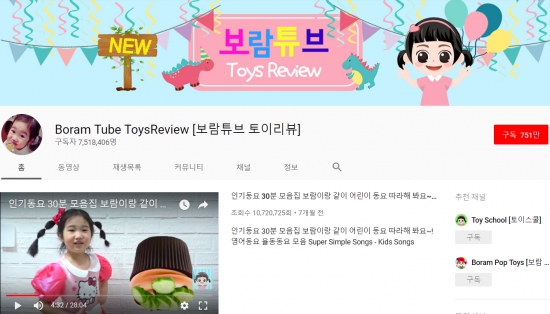 NEW
보람튜브
Toys Review
Boram Tube ToysReview [보람튜브 토이리뷰]
구독자 7,518,406명
구독 751만
홈
동영상
재생목록
커뮤니티
채널
정보
인기동요 30분 모음집 보람이랑 같이 ...
4:32 / 28:04
인기동요 30분 모음집 보람이랑 같이 어린이 동요 따라해 봐요~...
조회수 10,720,725회 • 7개월 전
인기동요 30분 모음집 보람이랑 같이 어린이 동요 따라해 봐요~!
영어동요 율동동요 모음 Super Simple Songs - Kids Songs
추천 채널
Toy School [토이스쿨]
구독
Boram Pop Toys [보람 ...
구독